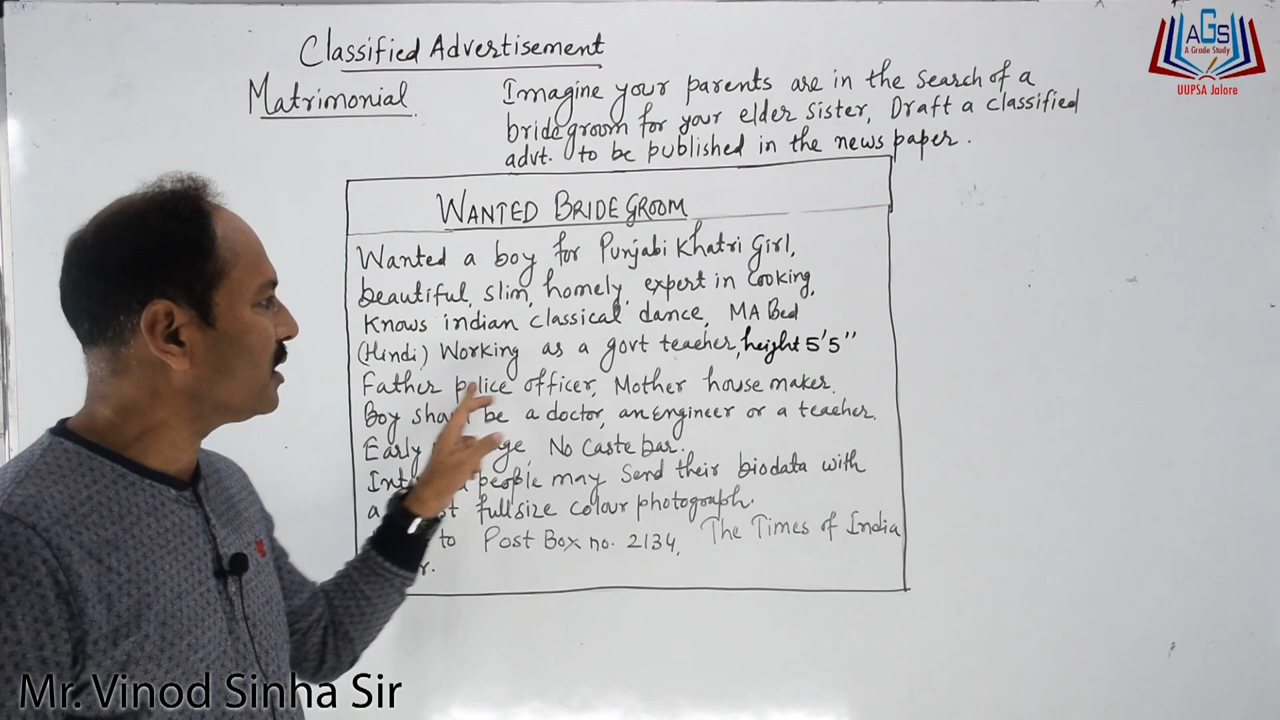 Classified Advertisement
Matrimonial
Imagine your parents are in the search of a
bridegroom for your elder sister, Draft a classified
advt. to be published in the news paper.
WANTED BRIDE GROOM
Wanted a boy for Punjabi Khatri Girl,
beautiful, slim, homely, expert in cooking,
Knows indian classical dance, MA Bed
(Hindi) Working as a govt teacher, height 5'5"
Father police officer, Mother house maker.
Boy should be a doctor, an engineer or a teacher.
Early No Caste bar.
people may send their biodata with
a full size colour photograph.
to Post Box no. 2134, The Times of India
AGS
A Grade Study
UUPSA Jalore
Mr. Vinod Sinha Sir